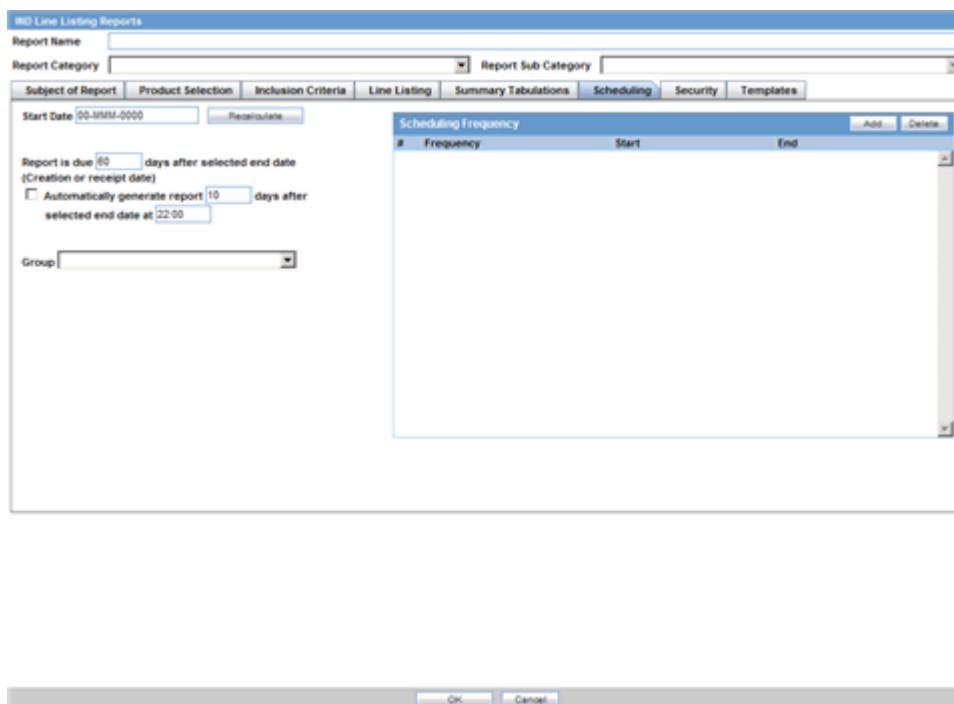 IND Line Listing Reports
Report Name
Report Category Report Sub Category
Subject of Report Product Selection Inclusion Criteria Line Listing Summary Tabulations Scheduling Security Templates
Start Date 00-MMM-0000 Recalculate
Scheduling Frequency Add Delete
# Frequency Start End
Report is due 60 days after selected end date
(Creation or receipt date)
Automatically generate report 10 days after
selected end date at 22:00
Group
OK Cancel